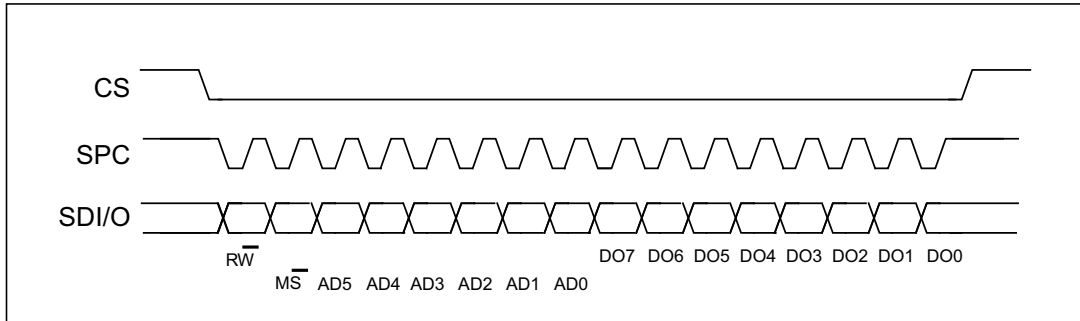 CS
SPC
SDI/O
RW̅ DO7 DO6 DO5 DO4 DO3 DO2 DO1 DO0
MS̅ AD5 AD4 AD3 AD2 AD1 AD0